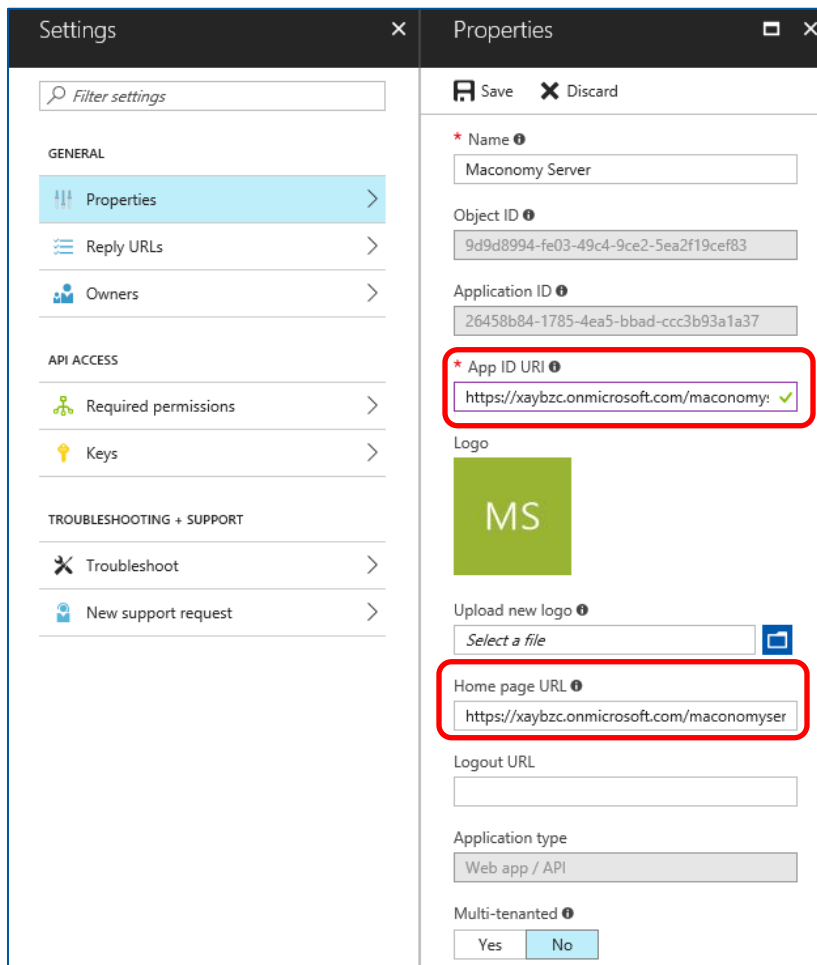 Settings
Filter settings
GENERAL
Properties
Reply URLs
Owners
API ACCESS
Required permissions
Keys
TROUBLESHOOTING + SUPPORT
Troubleshoot
New support request
Properties
Save Discard
* Name
Maconomy Server
Object ID
9d9d8994-fe03-49c4-9ce2-5ea2f19cef83
Application ID
26458b84-1785-4ea5-bbad-ccc3b93a1a37
* App ID URI
https://xaybzc.onmicrosoft.com/maconomys
Logo
MS
Upload new logo
Select a file
Home page URL
https://xaybzc.onmicrosoft.com/maconomyser
Logout URL
Application type
Web app / API
Multi-tenanted
Yes No